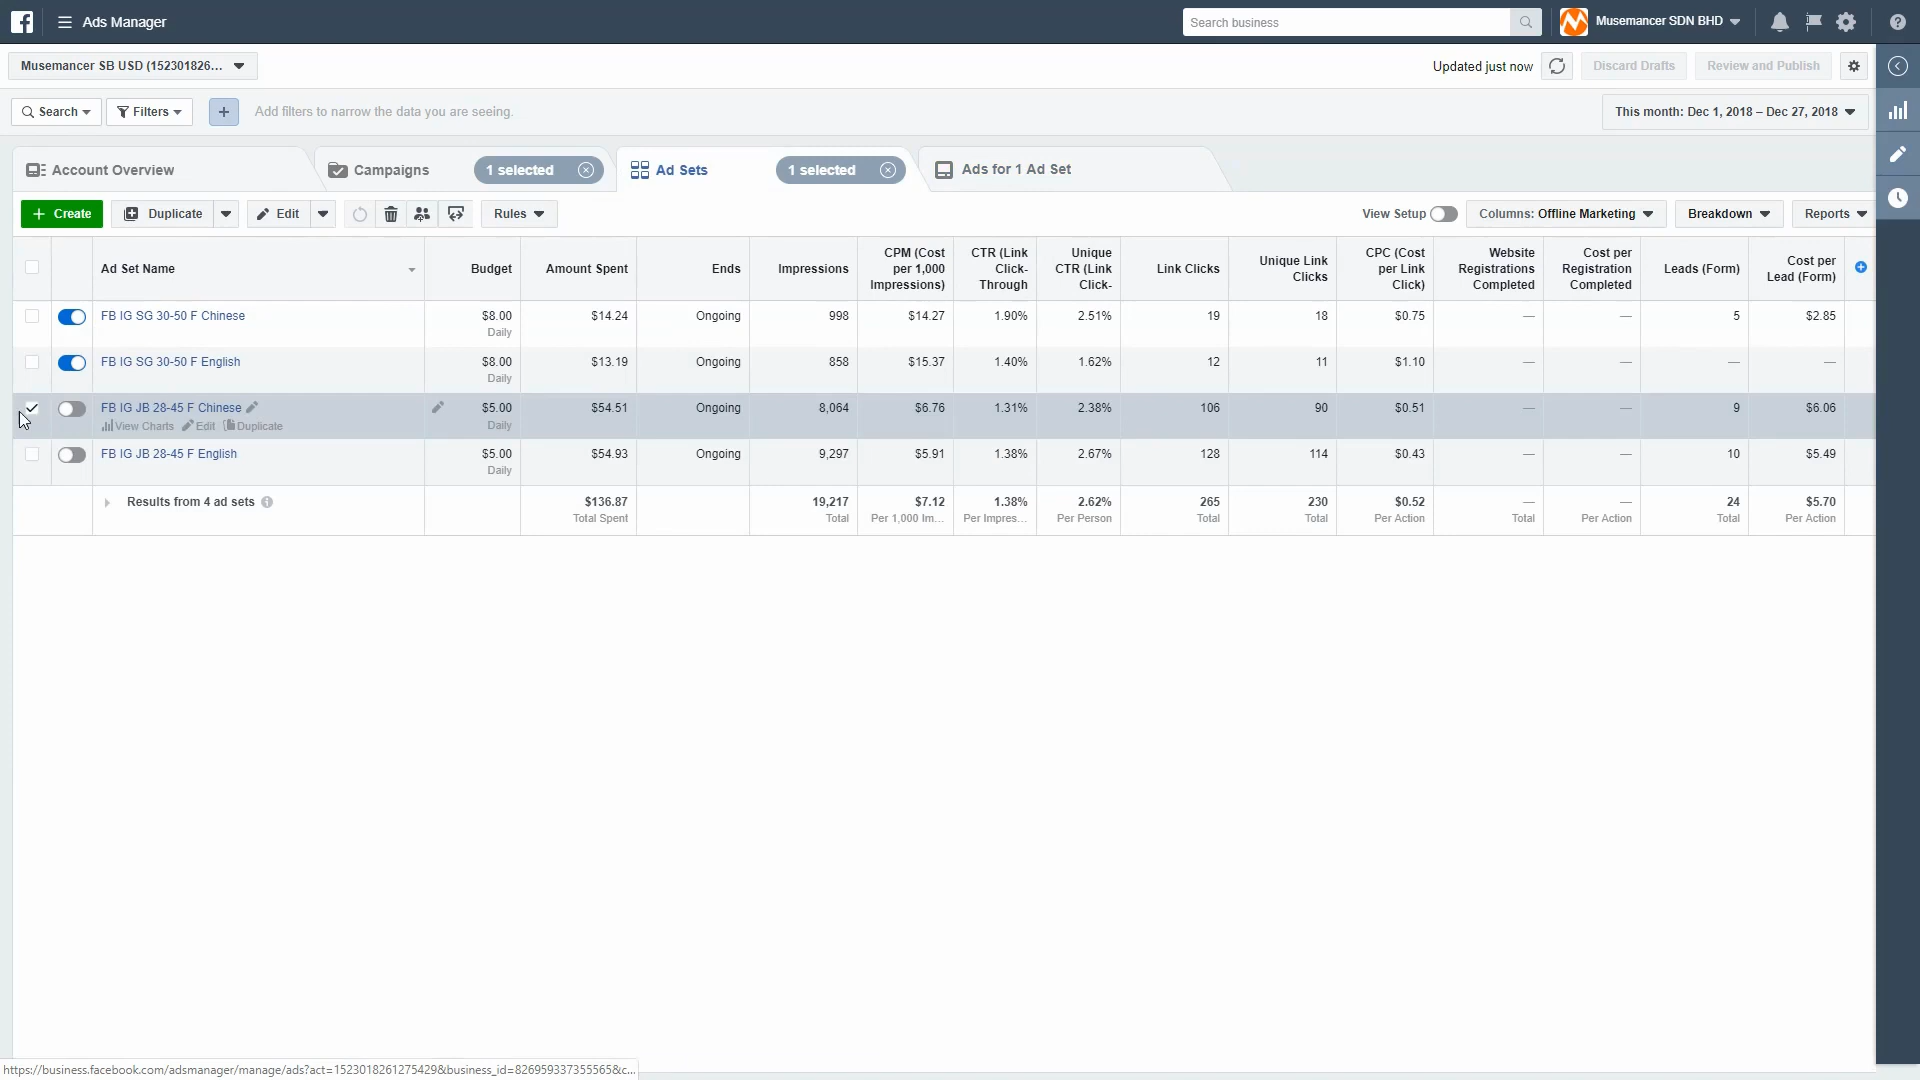 Ads Manager
Search business
Musemancer SDN BHD
Musemancer SB USD (152301826...
Updated just now
Discard Drafts
Review and Publish
Search
Filters
Add filters to narrow the data you are seeing.
This month: Dec 1, 2018 – Dec 27, 2018
Account Overview
Campaigns
1 selected
Ad Sets
1 selected
Ads for 1 Ad Set
Create
Duplicate
Edit
Rules
View Setup
Columns: Offline Marketing
Breakdown
Reports
Ad Set Name
Budget
Amount Spent
Ends
Impressions
CPM (Cost per 1,000 Impressions)
CTR (Link Click-Through
Unique CTR (Link Click-
Link Clicks
Unique Link Clicks
CPC (Cost per Link Click)
Website Registrations Completed
Cost per Registration Completed
Leads (Form)
Cost per Lead (Form)
FB IG SG 30-50 F Chinese $8.00 $14.24 Ongoing 998 $14.27 1.90% 2.51% 19 18 $0.75 — — 5 $2.85
Daily
FB IG SG 30-50 F English $8.00 $13.19 Ongoing 858 $15.37 1.40% 1.62% 12 11 $1.10 — — — —
Daily
FB IG JB 28-45 F Chinese $5.00 $54.51 Ongoing 8,064 $6.76 1.31% 2.38% 106 90 $0.51 — — 9 $6.06
View Charts Edit Duplicate Daily
FB IG JB 28-45 F English $5.00 $54.93 Ongoing 9,297 $5.91 1.38% 2.67% 128 114 $0.43 — — 10 $5.49
Daily
Results from 4 ad sets $136.87 19,217 $7.12 1.38% 2.62% 265 230 $0.52 — — 24 $5.70
Total Spent Total Per 1,000 Im... Per Impres... Per Person Total Total Per Action Total Per Action Total Per Action
https://business.facebook.com/adsmanager/manage/ads?act=1523018261275429&business_id=826959337355565&c...